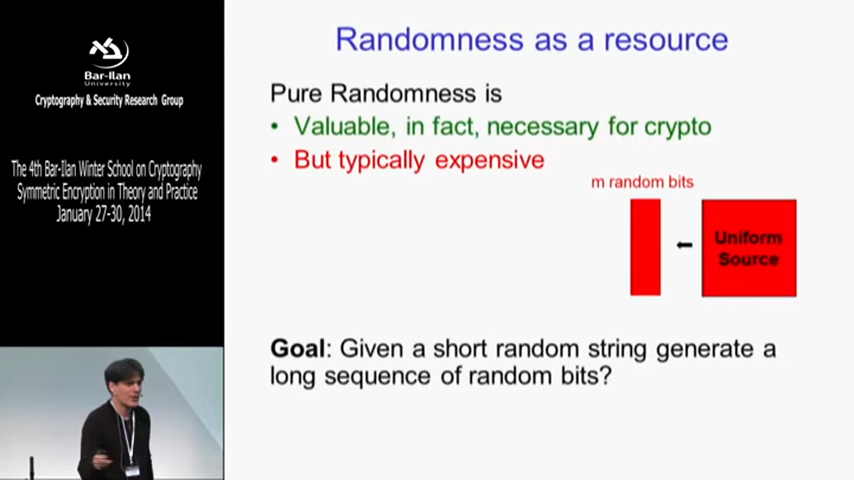 Bar-Ilan
University
Cryptography & Security Research Group
The 4th Bar-Ilan Winter School on Cryptography
Symmetric Encryption in Theory and Practice
January 27-30, 2014
Randomness as a resource
Pure Randomness is
• Valuable, in fact, necessary for crypto
• But typically expensive
m random bits
Uniform
Source
Goal: Given a short random string generate a
long sequence of random bits?